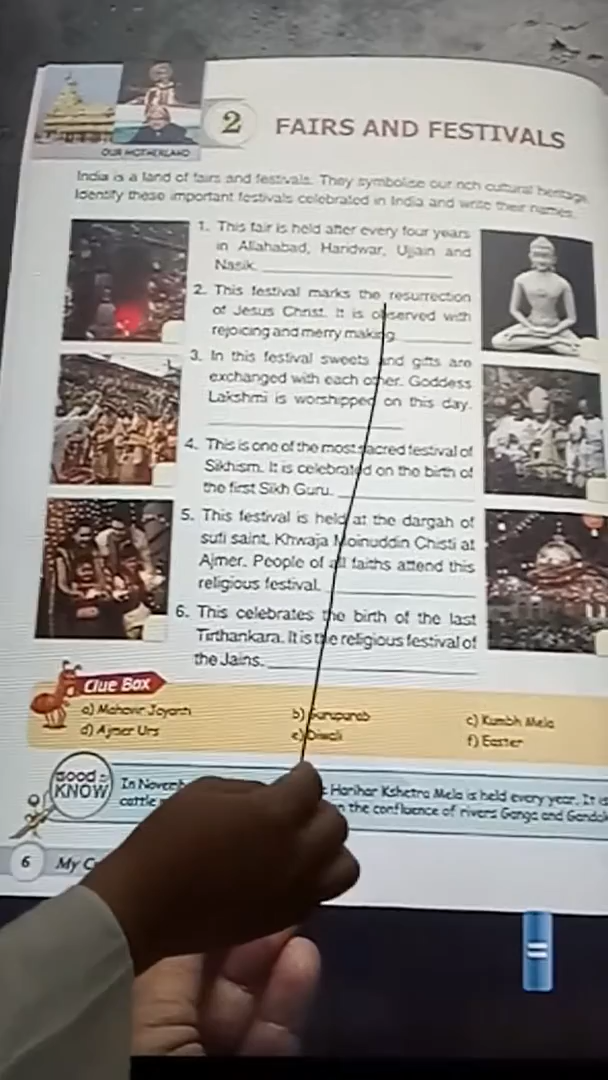 OUR MOTHERLAND
2 FAIRS AND FESTIVALS
India is a land of fairs and festivals. They symbolise our rich cultural heritage.
Identify these important festivals celebrated in India and write their names.
1. This fair is held after every four years
in Allahabad, Haridwar, Ujjain and
Nasik.
2. This festival marks the resurrection
of Jesus Christ. It is observed with
rejoicing and merry making
3. In this festival sweets and gifts are
exchanged with each other. Goddess
Lakshmi is worshipped on this day.
4. This is one of the most sacred festival of
Sikhism. It is celebrated on the birth of
the first Sikh Guru.
5. This festival is held at the dargah of
sufi saint, Khwaja Moinuddin Chisti at
Ajmer. People of all faiths attend this
religious festival.
6. This celebrates the birth of the last
Tirthankara. It is the religious festival of
the Jains.
Clue Box
a) Mahavir Jayanti b) Gurupurab c) Kumbh Mela
d) Ajmer Urs e) Diwali f) Easter
Good to KNOW
In Harihar Kshetra Mela is held every year. It is
cattle the confluence of rivers Ganga and
6 My